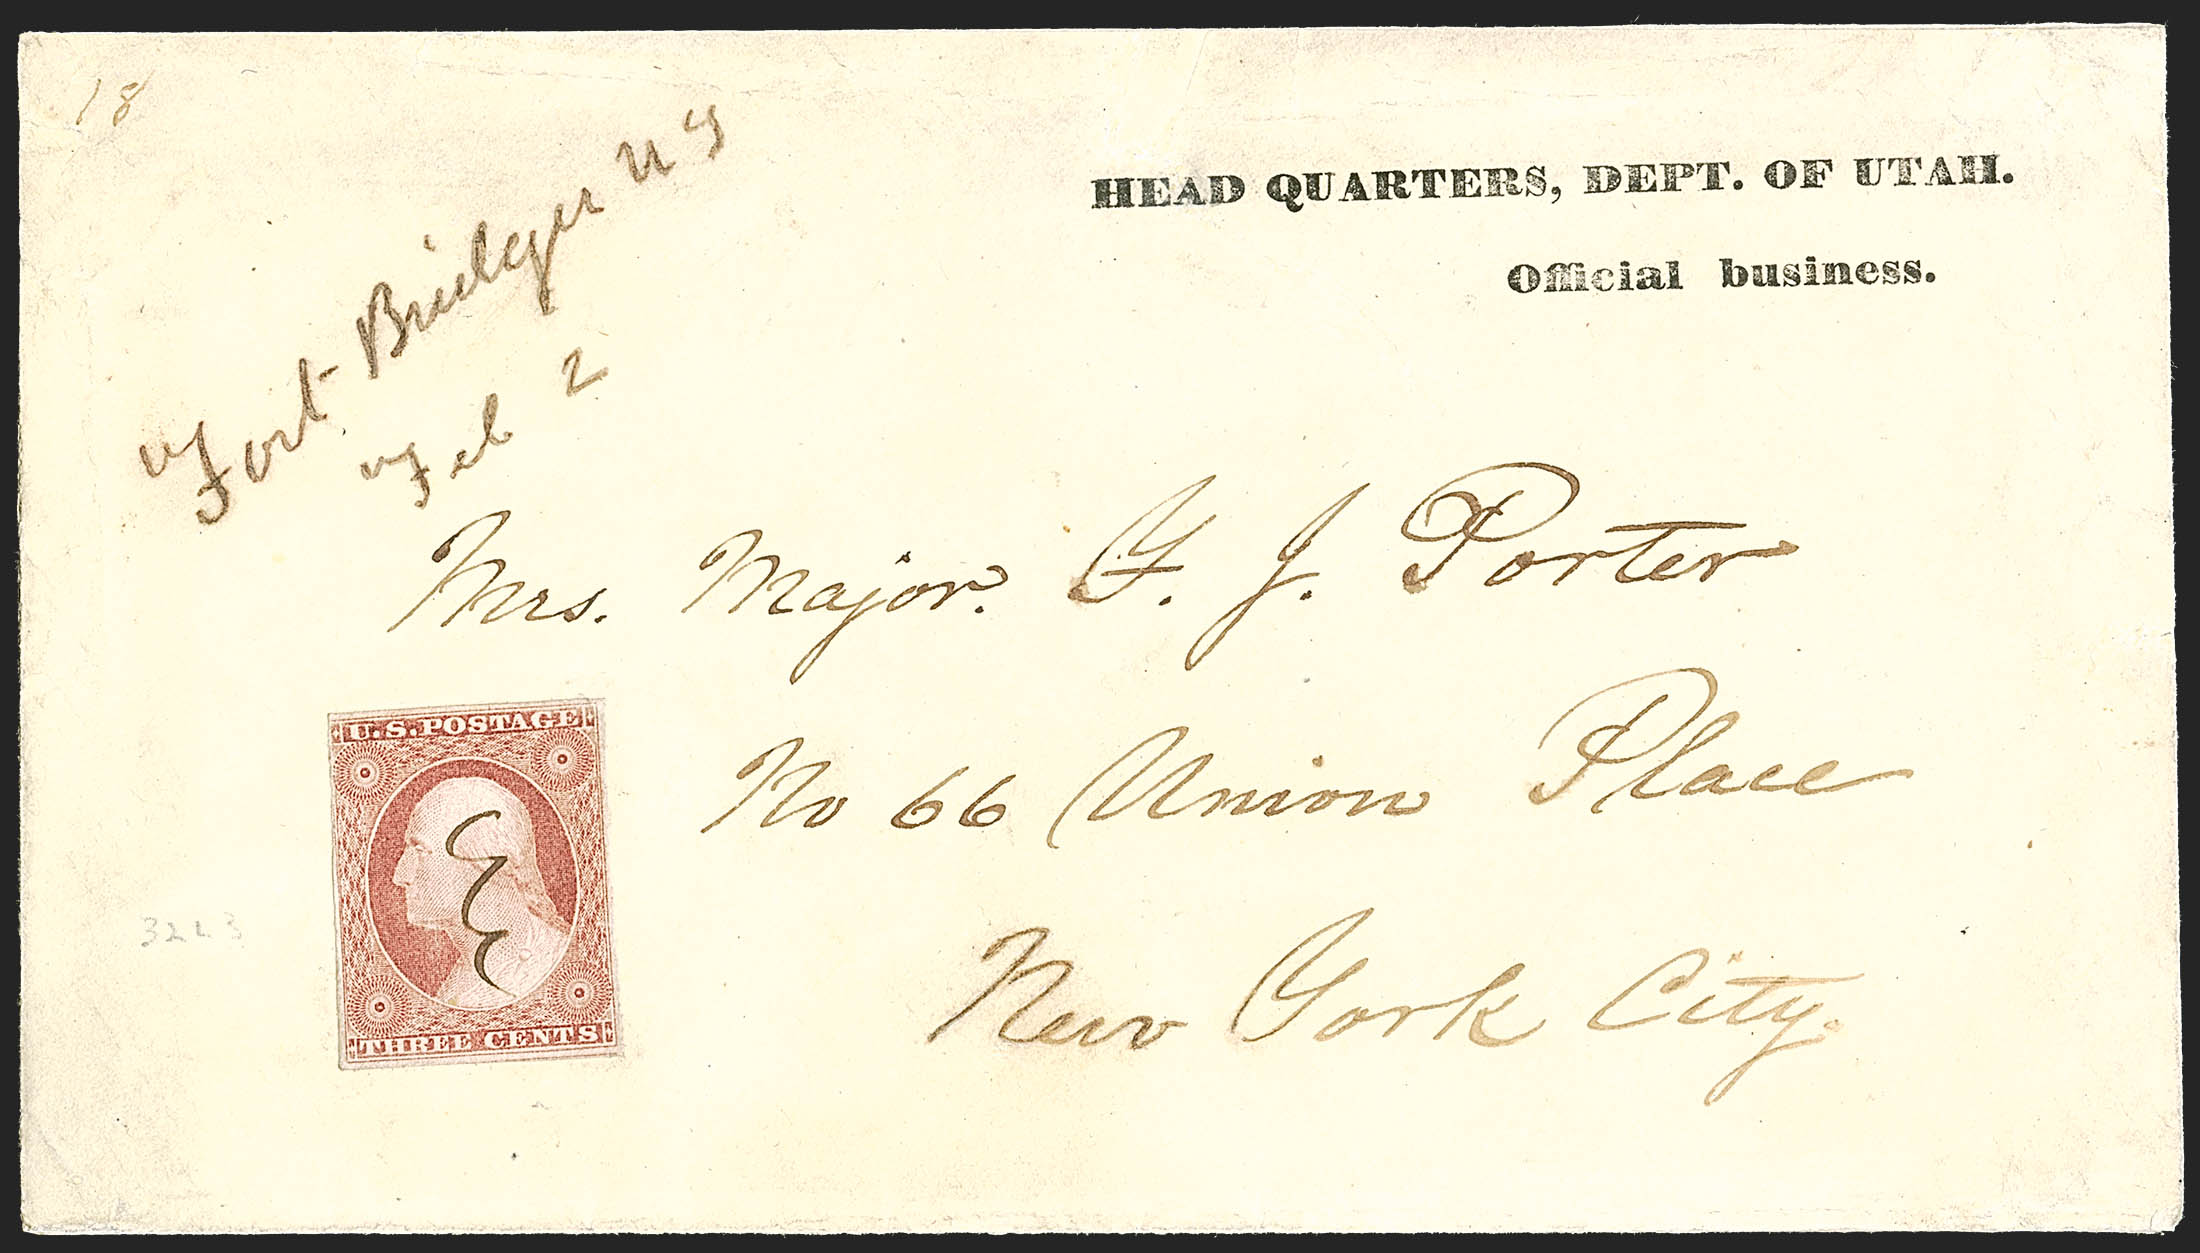 18
Fort Bridger U T
Feb 2
HEAD QUARTERS, DEPT. OF UTAH.
Official business.
Mrs. Major. F. J. Porter
No 66 Union Place
New York City.
U.S. POSTAGE
THREE CENTS